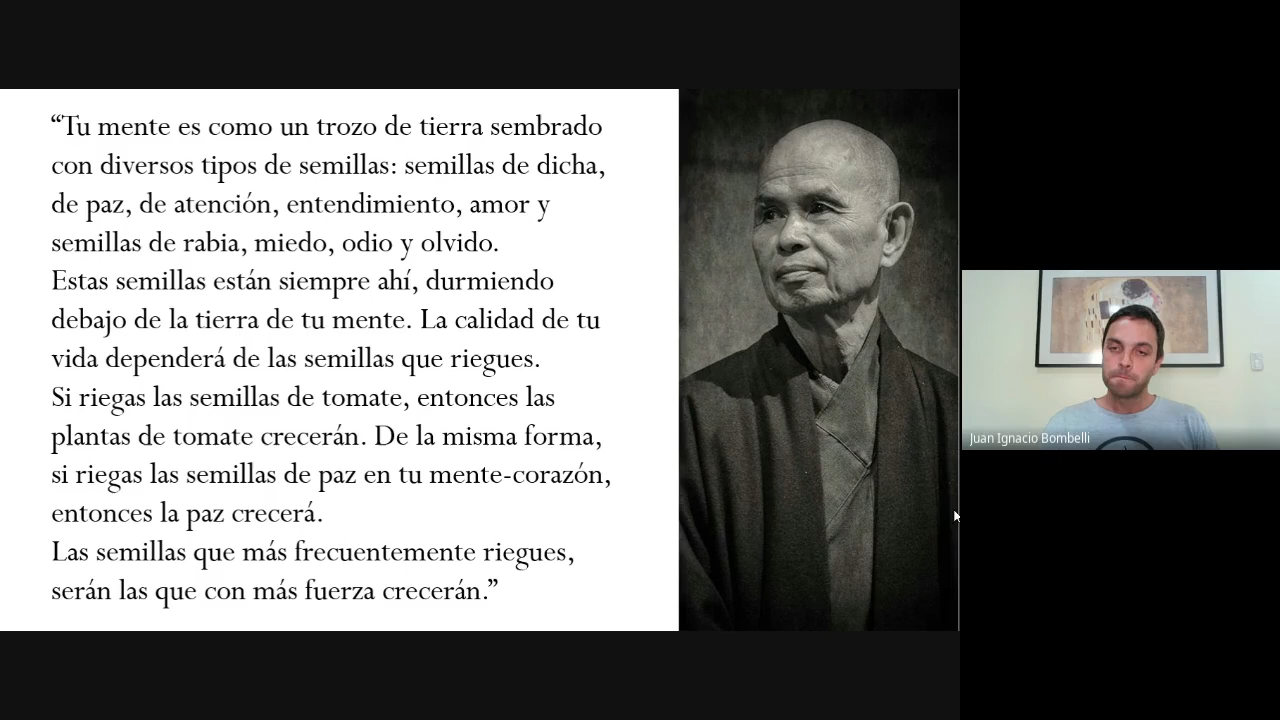 “Tu mente es como un trozo de tierra sembrado
con diversos tipos de semillas: semillas de dicha,
de paz, de atención, entendimiento, amor y
semillas de rabia, miedo, odio y olvido.
Estas semillas están siempre ahí, durmiendo
debajo de la tierra de tu mente. La calidad de tu
vida dependerá de las semillas que riegues.
Si riegas las semillas de tomate, entonces las
plantas de tomate crecerán. De la misma forma,
si riegas las semillas de paz en tu mente-corazón,
entonces la paz crecerá.
Las semillas que más frecuentemente riegues,
serán las que con más fuerza crecerán.”
Juan Ignacio Bombelli